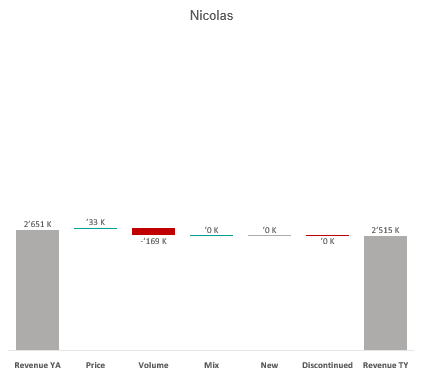 Nicolas
2’651 K
’33 K
-’169 K
’0 K
’0 K
’0 K
2’515 K
Revenue YA Price Volume Mix New Discontinued Revenue TY